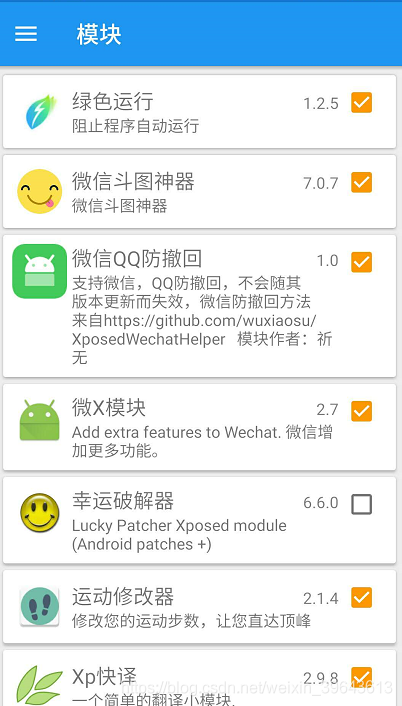 模块
绿色运行 1.2.5
阻止程序自动运行
微信斗图神器 7.0.7
微信斗图神器
微信QQ防撤回 1.0
支持微信，QQ防撤回，不会随其
版本更新而失效，微信防撤回方法
来自https://github.com/wuxiaosu/
XposedWechatHelper 模块作者：祈
无
微X模块 2.7
Add extra features to Wechat. 微信增
加更多功能。
幸运破解器 6.6.0
Lucky Patcher Xposed module
(Android patches +)
运动修改器 2.1.4
修改您的运动步数，让您直达顶峰
Xp快译 2.9.8
https://blog.csdn.net/weixin_39643613
一个简单的翻译小模块.